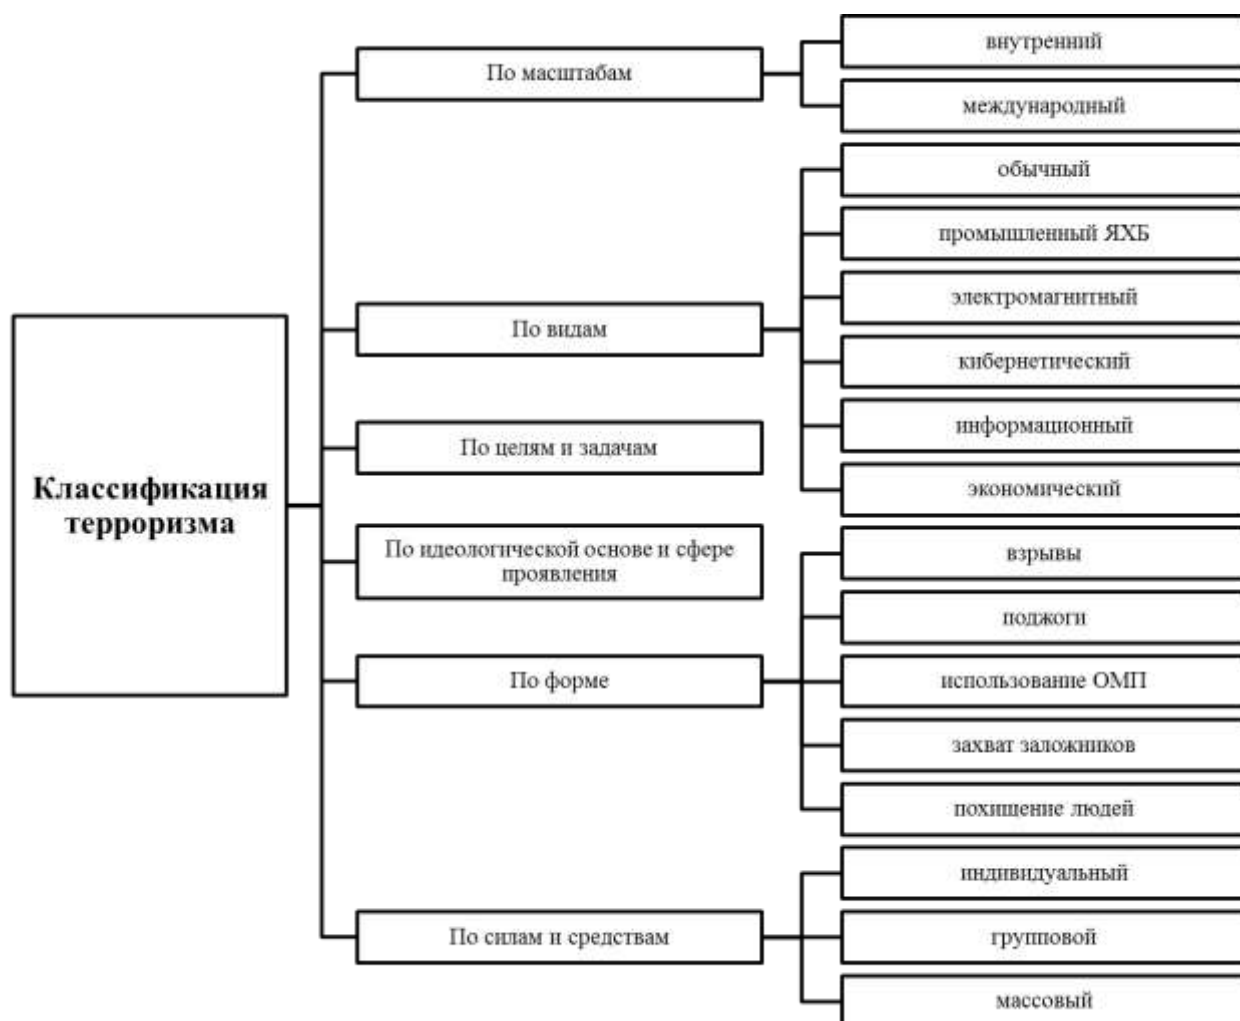 Классификация
терроризма
По масштабам
внутренний
международный
По видам
обычный
промышленный ЯХБ
электромагнитный
кибернетический
информационный
экономический
По целям и задачам
По идеологической основе и сфере
проявления
По форме
взрывы
поджоги
использование ОМП
захват заложников
похищение людей
По силам и средствам
индивидуальный
групповой
массовый